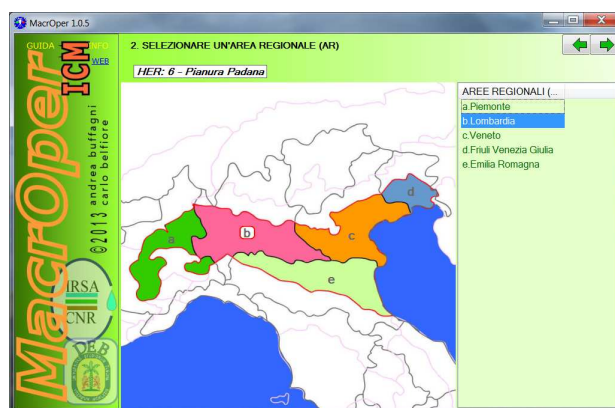 MacrOper 1.0.5
GUIDA - INFO
WEB
2. SELEZIONARE UN'AREA REGIONALE (AR)
HER: 6 - Pianura Padana
AREE REGIONALI (...
a.Piemonte
b.Lombardia
c.Veneto
d.Friuli Venezia Giulia
e.Emilia Romagna
a
b
c
d
e
MacrOper
ICM
©2013 andrea buffagni
carlo belfiore
IRSA
CNR
DEB